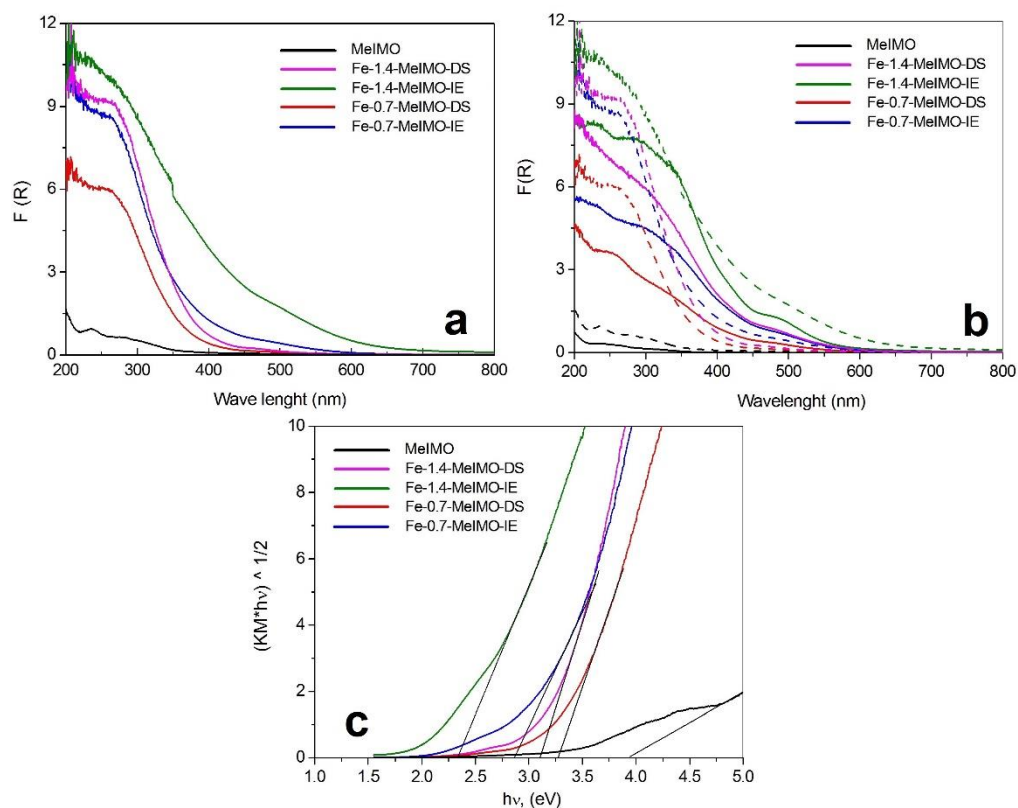 12
9
6
3
0
F (R)
MeIMO
Fe-1.4-MeIMO-DS
Fe-1.4-MeIMO-IE
Fe-0.7-MeIMO-DS
Fe-0.7-MeIMO-IE
a
200 300 400 500 600 700 800
Wave lenght (nm)
12
9
6
3
0
F(R)
MeIMO
Fe-1.4-MeIMO-DS
Fe-1.4-MeIMO-IE
Fe-0.7-MeIMO-DS
Fe-0.7-MeIMO-IE
b
200 300 400 500 600 700 800
Wavelenght (nm)
10
8
6
4
2
0
(KM*hν) ^ 1/2
MeIMO
Fe-1.4-MeIMO-DS
Fe-1.4-MeIMO-IE
Fe-0.7-MeIMO-DS
Fe-0.7-MeIMO-IE
c
1.0 1.5 2.0 2.5 3.0 3.5 4.0 4.5 5.0
hν, (eV)